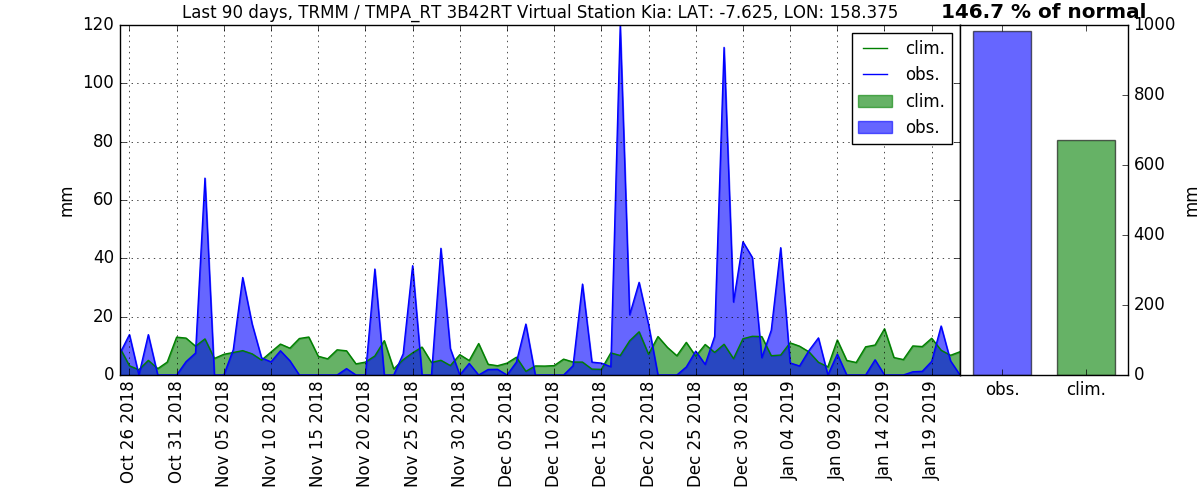 Last 90 days, TRMM / TMPA_RT 3B42RT Virtual Station Kia: LAT: -7.625, LON: 158.375
146.7 % of normal
120
100
80
60
40
20
0
mm
clim.
obs.
clim.
obs.
1000
800
600
400
200
0
mm
obs.
clim.
Oct 26 2018
Oct 31 2018
Nov 05 2018
Nov 10 2018
Nov 15 2018
Nov 20 2018
Nov 25 2018
Nov 30 2018
Dec 05 2018
Dec 10 2018
Dec 15 2018
Dec 20 2018
Dec 25 2018
Dec 30 2018
Jan 04 2019
Jan 09 2019
Jan 14 2019
Jan 19 2019